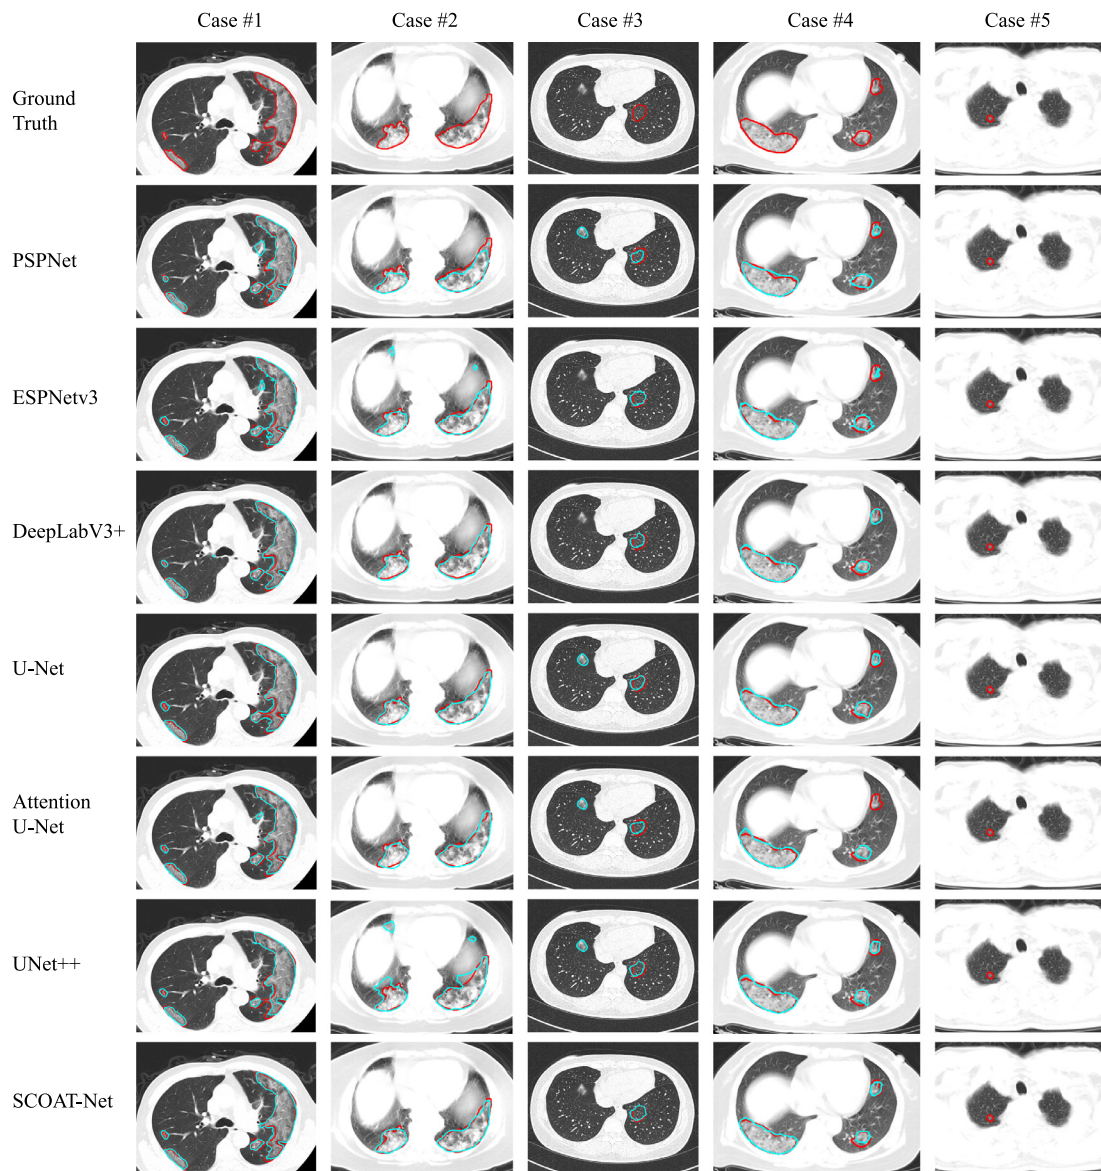 Case #1 Case #2 Case #3 Case #4 Case #5
Ground
Truth
PSPNet
ESPNetv3
DeepLabV3+
U-Net
Attention
U-Net
UNet++
SCOAT-Net